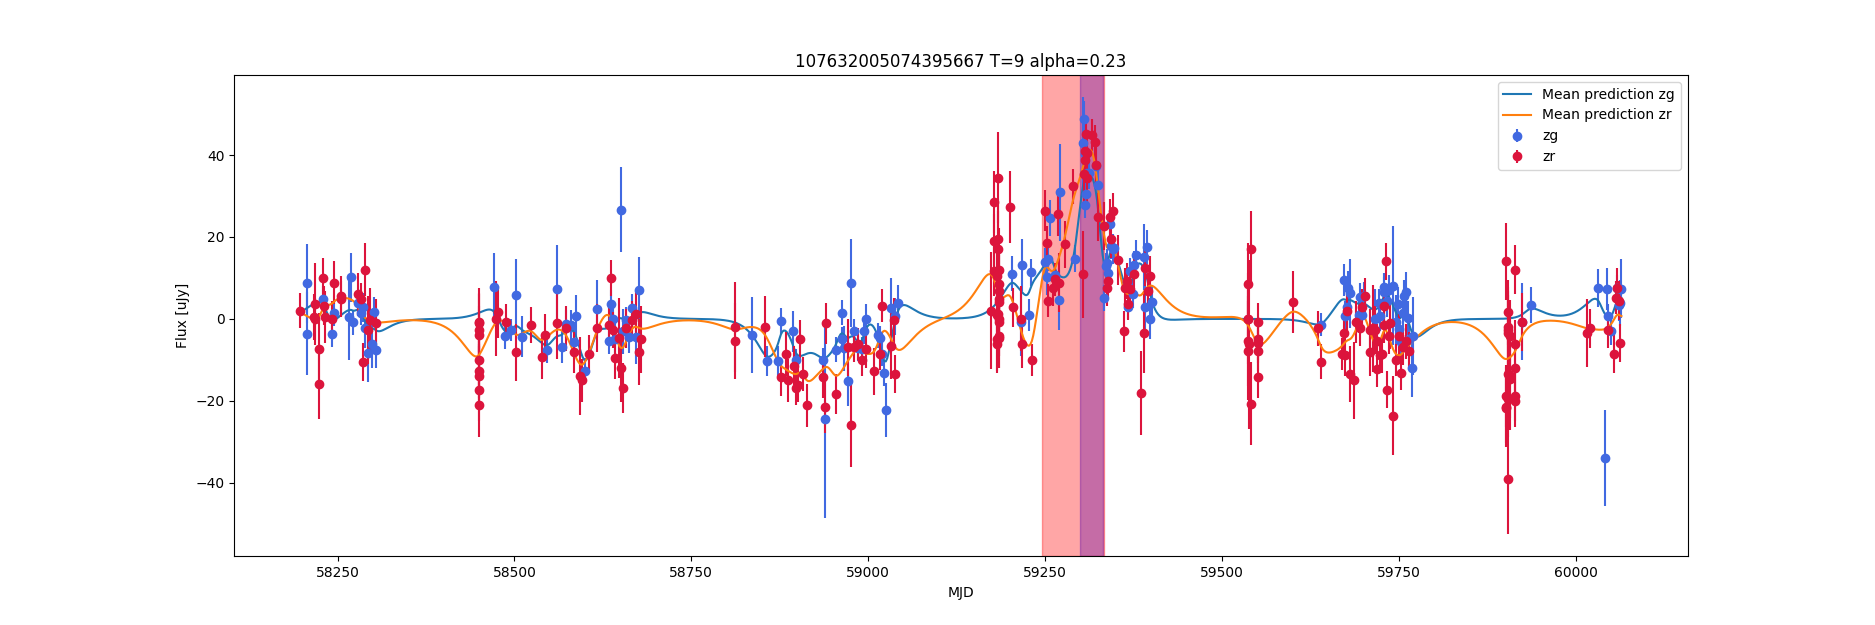 107632005074395667 T=9 alpha=0.23
Mean prediction zg
Mean prediction zr
zg
zr
Flux [uJy]
40
20
0
−20
−40
58250 58500 58750 59000 59250 59500 59750 60000
MJD